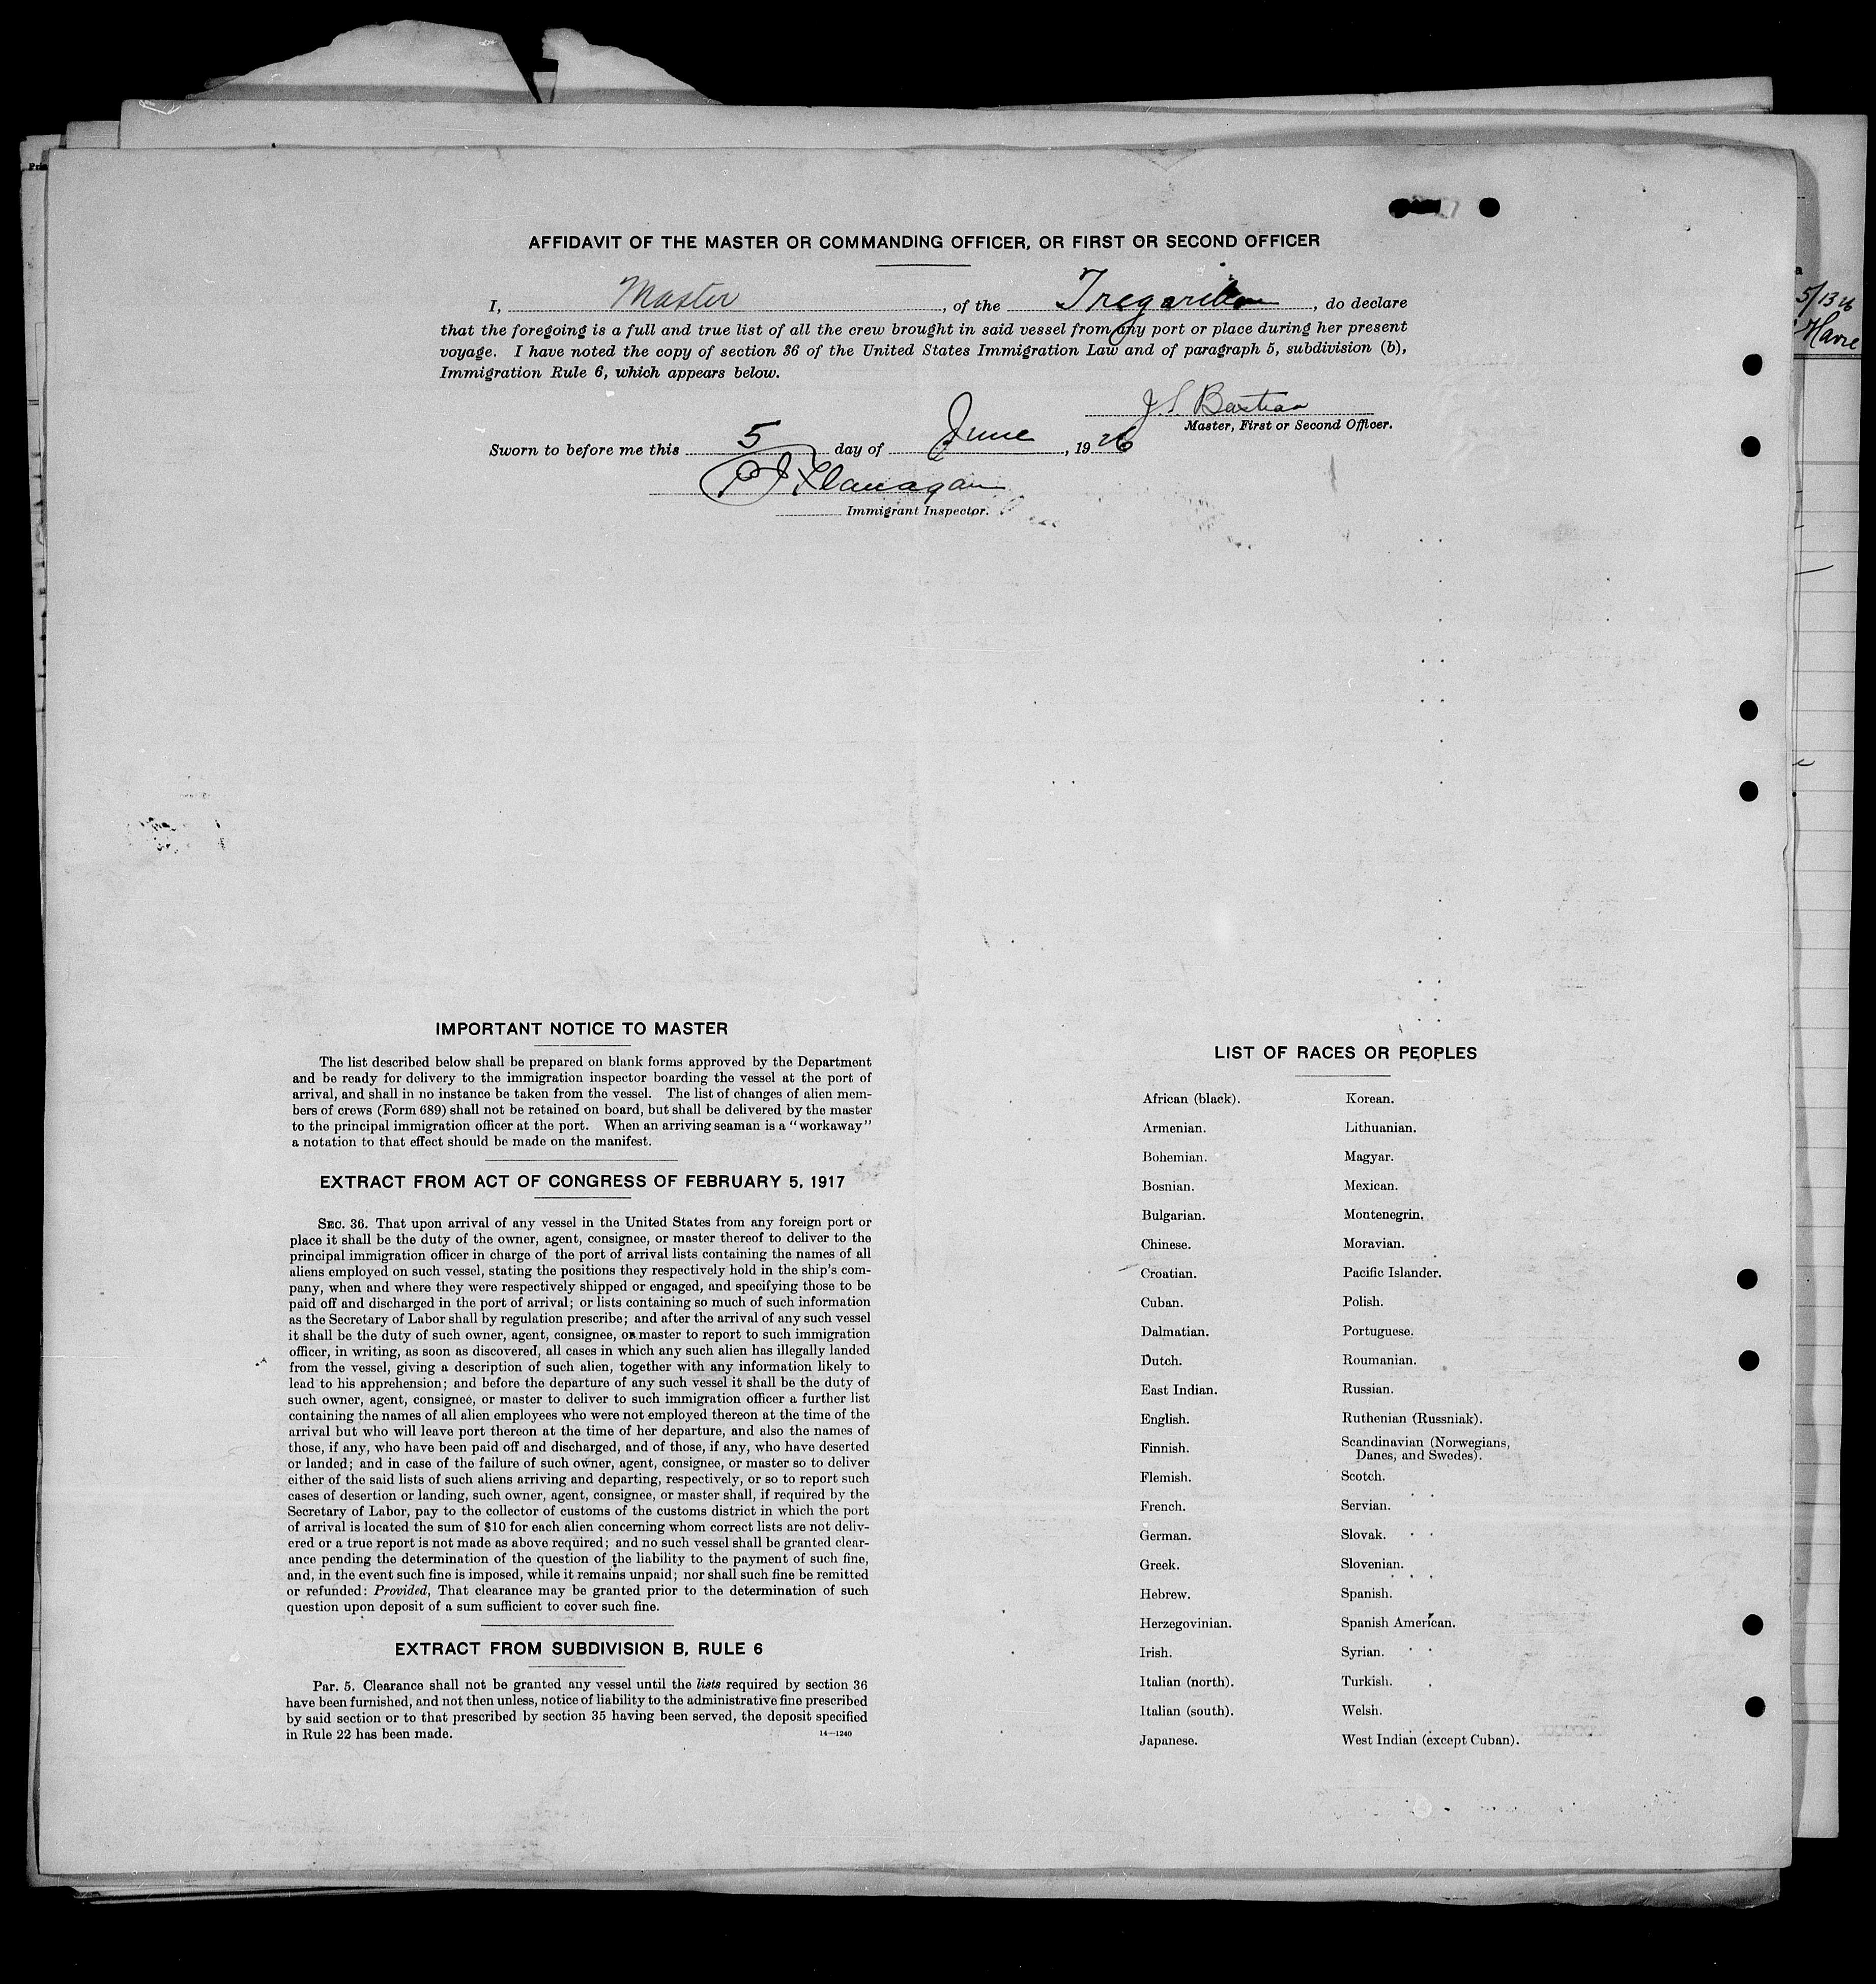 AFFIDAVIT OF THE MASTER OR COMMANDING OFFICER, OR FIRST OR SECOND OFFICER
I, Master, of the, do declare
that the foregoing is a full and true list of all the crew brought in said vessel from any port or place during her present
voyage. I have noted the copy of section 36 of the United States Immigration Law and of paragraph 5, subdivision (b),
Immigration Rule 6, which appears below.
5/13 26
Havre
J.S. Bastian
Master, First or Second Officer.
Sworn to before me this 5 day of June, 1926
P J Flanagan
Immigrant Inspector.
IMPORTANT NOTICE TO MASTER
The list described below shall be prepared on blank forms approved by the Department
and be ready for delivery to the immigration inspector boarding the vessel at the port of
arrival, and shall in no instance be taken from the vessel. The list of changes of alien mem-
bers of crews (Form 689) shall not be retained on board, but shall be delivered by the master
to the principal immigration officer at the port. When an arriving seaman is a "workaway"
a notation to that effect should be made on the manifest.
EXTRACT FROM ACT OF CONGRESS OF FEBRUARY 5, 1917
SEC. 36. That upon arrival of any vessel in the United States from any foreign port or
place it shall be the duty of the owner, agent, consignee, or master thereof to deliver to the
principal immigration officer in charge of the port of arrival lists containing the names of all
aliens employed on such vessel, stating the positions they respectively hold in the ship's com-
pany, when and where they were respectively shipped or engaged, and specifying those to be
paid off and discharged in the port of arrival; or lists containing so much of such information
as the Secretary of Labor shall by regulation prescribe; and after the arrival of any such vessel
it shall be the duty of such owner, agent, consignee, or master to report to such immigration
officer, in writing, as soon as discovered, all cases in which any such alien has illegally landed
from the vessel, giving a description of such alien, together with any information likely to
lead to his apprehension; and before the departure of any such vessel it shall be the duty of
such owner, agent, consignee, or master to deliver to such immigration officer a further list
containing the names of all alien employees who were not employed thereon at the time of the
arrival but who will leave port thereon at the time of her departure, and also the names of
those, if any, who have been paid off and discharged, and of those, if any, who have deserted
or landed; and in case of the failure of such owner, agent, consignee, or master so to deliver
either of the said lists of such aliens arriving and departing, respectively, or so to report such
cases of desertion or landing, such owner, agent, consignee, or master shall, if required by the
Secretary of Labor, pay to the collector of customs of the customs district in which the port
of arrival is located the sum of $10 for each alien concerning whom correct lists are not deliv-
ered or a true report is not made as above required; and no such vessel shall be granted clear-
ance pending the determination of the question of the liability to the payment of such fine,
and, in the event such fine is imposed, while it remains unpaid; nor shall such fine be remitted
or refunded: Provided, That clearance may be granted prior to the determination of such
question upon deposit of a sum sufficient to cover such fine.
EXTRACT FROM SUBDIVISION B, RULE 6
Par. 5. Clearance shall not be granted any vessel until the lists required by section 36
have been furnished, and not then unless, notice of liability to the administrative fine prescribed
by said section or to that prescribed by section 35 having been served, the deposit specified
in Rule 22 has been made.
14—1240
LIST OF RACES OR PEOPLES
African (black).
Armenian.
Bohemian.
Bosnian.
Bulgarian.
Chinese.
Croatian.
Cuban.
Dalmatian.
Dutch.
East Indian.
English.
Finnish.
Flemish.
French.
German.
Greek.
Hebrew.
Herzegovinian.
Irish.
Italian (north).
Italian (south).
Japanese.
Korean.
Lithuanian.
Magyar.
Mexican.
Montenegrin.
Moravian.
Pacific Islander.
Polish.
Portuguese.
Roumanian.
Russian.
Ruthenian (Russniak).
Scandinavian (Norwegians,
Danes, and Swedes).
Scotch.
Servian.
Slovak.
Slovenian.
Spanish.
Spanish American.
Syrian.
Turkish.
Welsh.
West Indian (except Cuban).